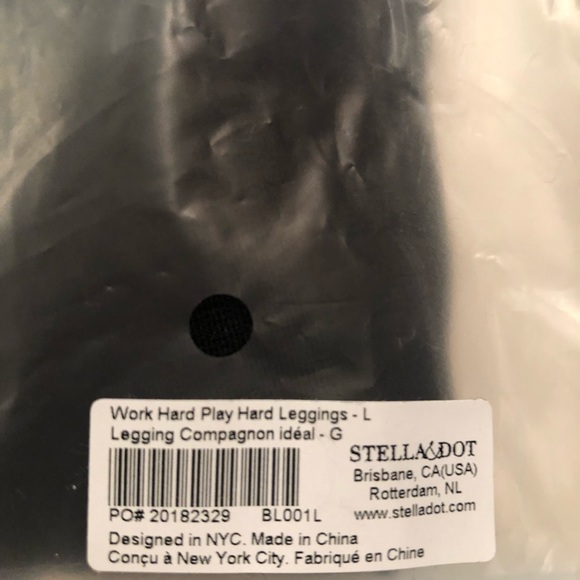 Work Hard Play Hard Leggings - L
Legging Compagnon idéal - G
STELLA&DOT
Brisbane, CA(USA)
Rotterdam, NL
www.stelladot.com
PO# 20182329 BL001L
Designed in NYC. Made in China
Conçu à New York City. Fabriqué en Chine